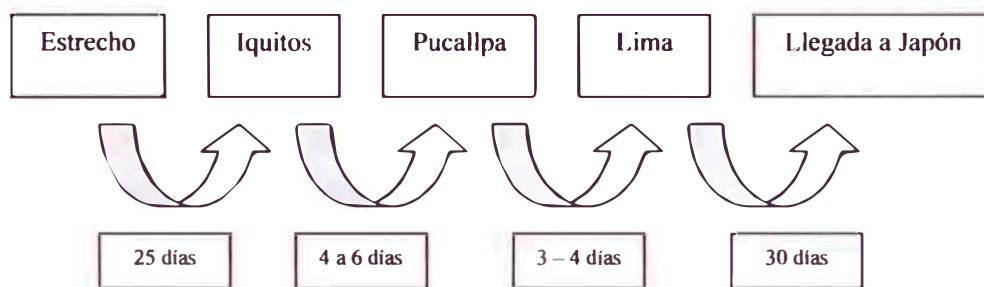 Estrecho
Iquitos
Pucallpa
Lima
Llegada a Japón
25 días
4 a 6 días
3 – 4 días
30 días